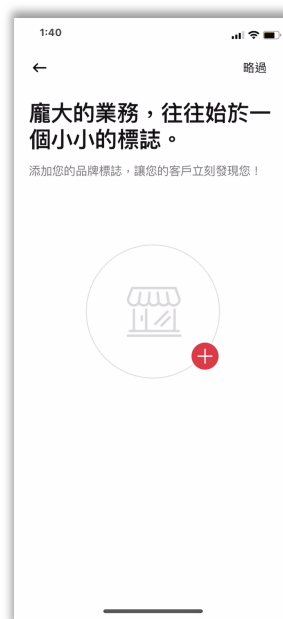 1:40
略過
龐大的業務，往往始於一
個小小的標誌。
添加您的品牌標誌，讓您的客戶立刻發現您！